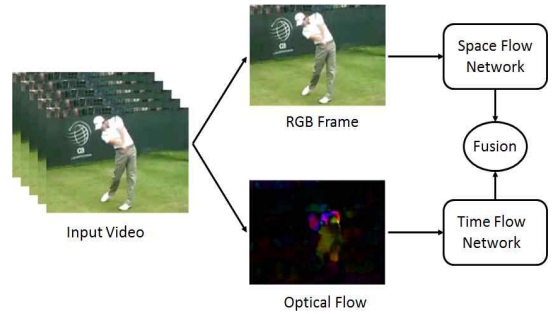 Input Video
RGB Frame
Optical Flow
Space Flow
Network
Fusion
Time Flow
Network